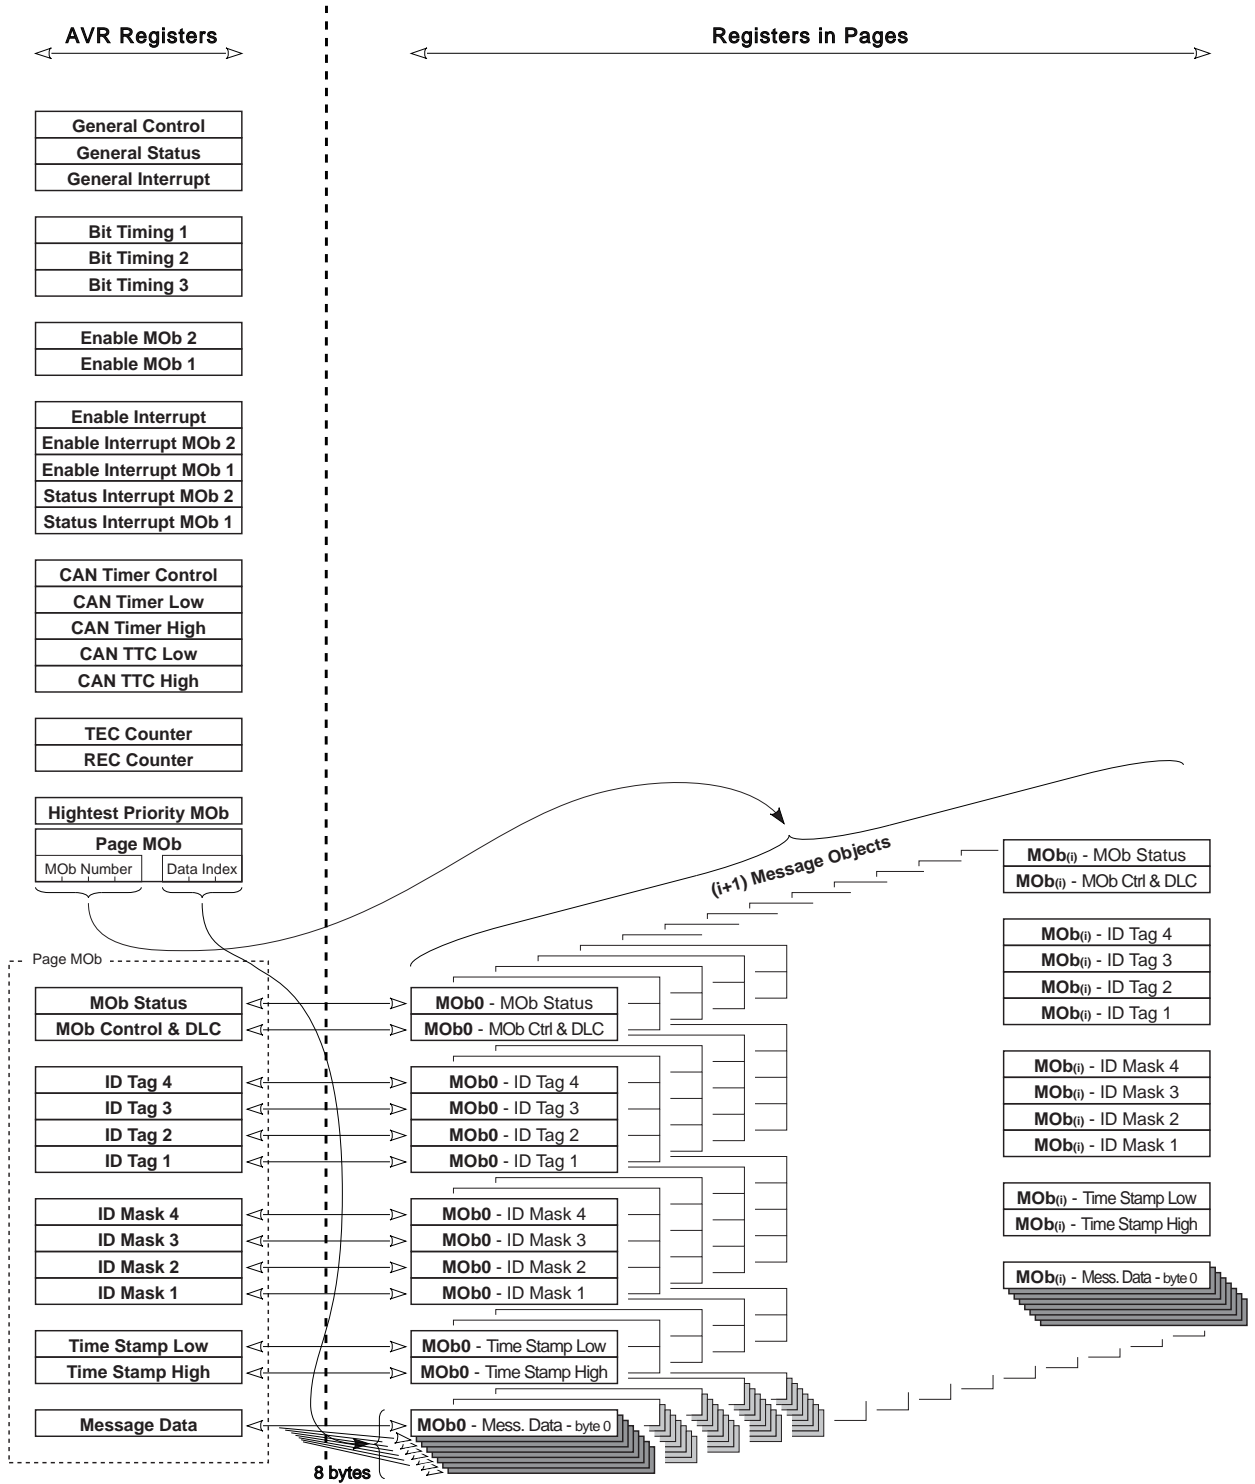 AVR Registers
Registers in Pages
General Control
General Status
General Interrupt
Bit Timing 1
Bit Timing 2
Bit Timing 3
Enable MOb 2
Enable MOb 1
Enable Interrupt
Enable Interrupt MOb 2
Enable Interrupt MOb 1
Status Interrupt MOb 2
Status Interrupt MOb 1
CAN Timer Control
CAN Timer Low
CAN Timer High
CAN TTC Low
CAN TTC High
TEC Counter
REC Counter
Hightest Priority MOb
Page MOb
MOb Number
Data Index
Page MOb
MOb Status
MOb Control & DLC
ID Tag 4
ID Tag 3
ID Tag 2
ID Tag 1
ID Mask 4
ID Mask 3
ID Mask 2
ID Mask 1
Time Stamp Low
Time Stamp High
Message Data
8 bytes
MOb0 - MOb Status
MOb0 - MOb Ctrl & DLC
MOb0 - ID Tag 4
MOb0 - ID Tag 3
MOb0 - ID Tag 2
MOb0 - ID Tag 1
MOb0 - ID Mask 4
MOb0 - ID Mask 3
MOb0 - ID Mask 2
MOb0 - ID Mask 1
MOb0 - Time Stamp Low
MOb0 - Time Stamp High
MOb0 - Mess. Data - byte 0
(i+1) Message Objects
MOb(i) - MOb Status
MOb(i) - MOb Ctrl & DLC
MOb(i) - ID Tag 4
MOb(i) - ID Tag 3
MOb(i) - ID Tag 2
MOb(i) - ID Tag 1
MOb(i) - ID Mask 4
MOb(i) - ID Mask 3
MOb(i) - ID Mask 2
MOb(i) - ID Mask 1
MOb(i) - Time Stamp Low
MOb(i) - Time Stamp High
MOb(i) - Mess. Data - byte 0